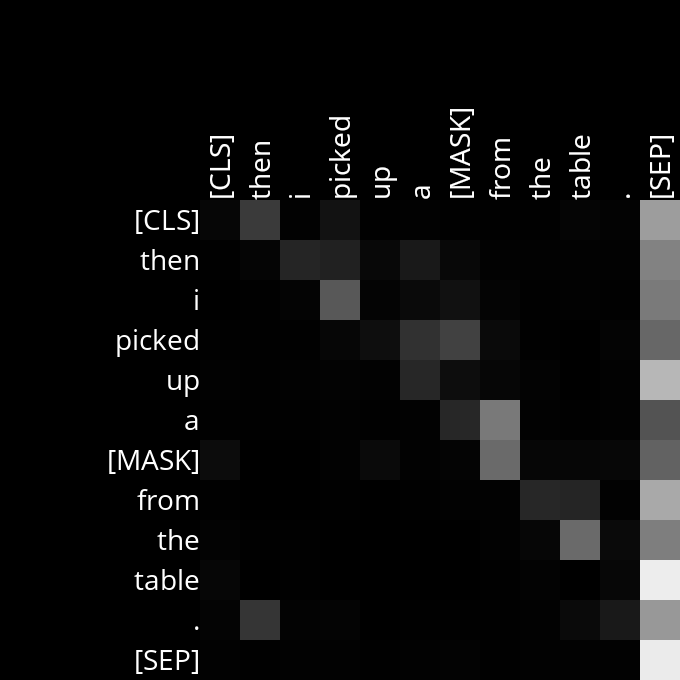 [CLS]
then
i
picked
up
a
[MASK]
from
the
table
.
[SEP]
[CLS]
then
i
picked
up
a
[MASK]
from
the
table
.
[SEP]